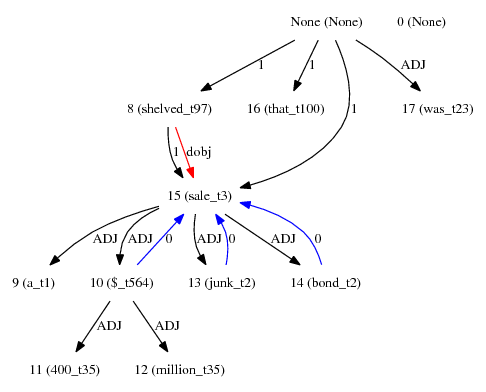 None (None) 0 (None)
1 1 1 ADJ
8 (shelved_t97) 16 (that_t100) 17 (was_t23)
1 dobj
15 (sale_t3)
ADJ ADJ 0 ADJ 0 ADJ 0
9 (a_t1) 10 ($_t564) 13 (junk_t2) 14 (bond_t2)
ADJ ADJ
11 (400_t35) 12 (million_t35)